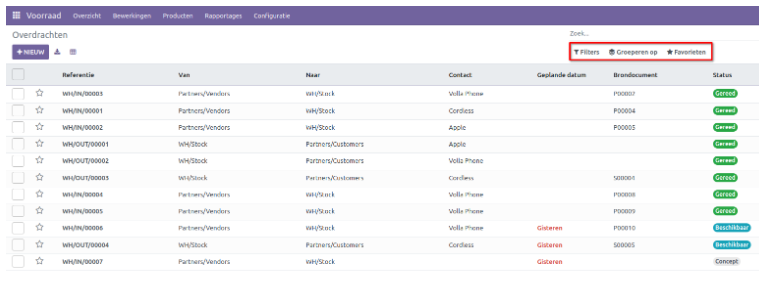 Voorraad Overzicht Bewerkingen Producten Rapportages Configuratie
Overdrachten Zoek...
+NIEUW Filters Groeperen op Favorieten
Referentie Van Naar Contact Geplande datum Brondocument Status
WH/IN/00003 Partners/Vendors WH/Stock Volla Phone P00002 Gereed
WH/IN/00001 Partners/Vendors WH/Stock Cordless P00004 Gereed
WH/IN/00002 Partners/Vendors WH/Stock Apple P00005 Gereed
WH/OUT/00001 WH/Stock Partners/Customers Apple Gereed
WH/OUT/00002 WH/Stock Partners/Customers Volla Phone Gereed
WH/OUT/00003 WH/Stock Partners/Customers Cordless S00001 Gereed
WH/IN/00004 Partners/Vendors WH/Stock Volla Phone P00008 Gereed
WH/IN/00005 Partners/Vendors WH/Stock Volla Phone P00009 Gereed
WH/IN/00006 Partners/Vendors WH/Stock Volla Phone Gisteren P00010 Beschikbaar
WH/OUT/00004 WH/Stock Partners/Customers Cordless Gisteren S00005 Beschikbaar
WH/IN/00007 Partners/Vendors WH/Stock Gisteren Concept